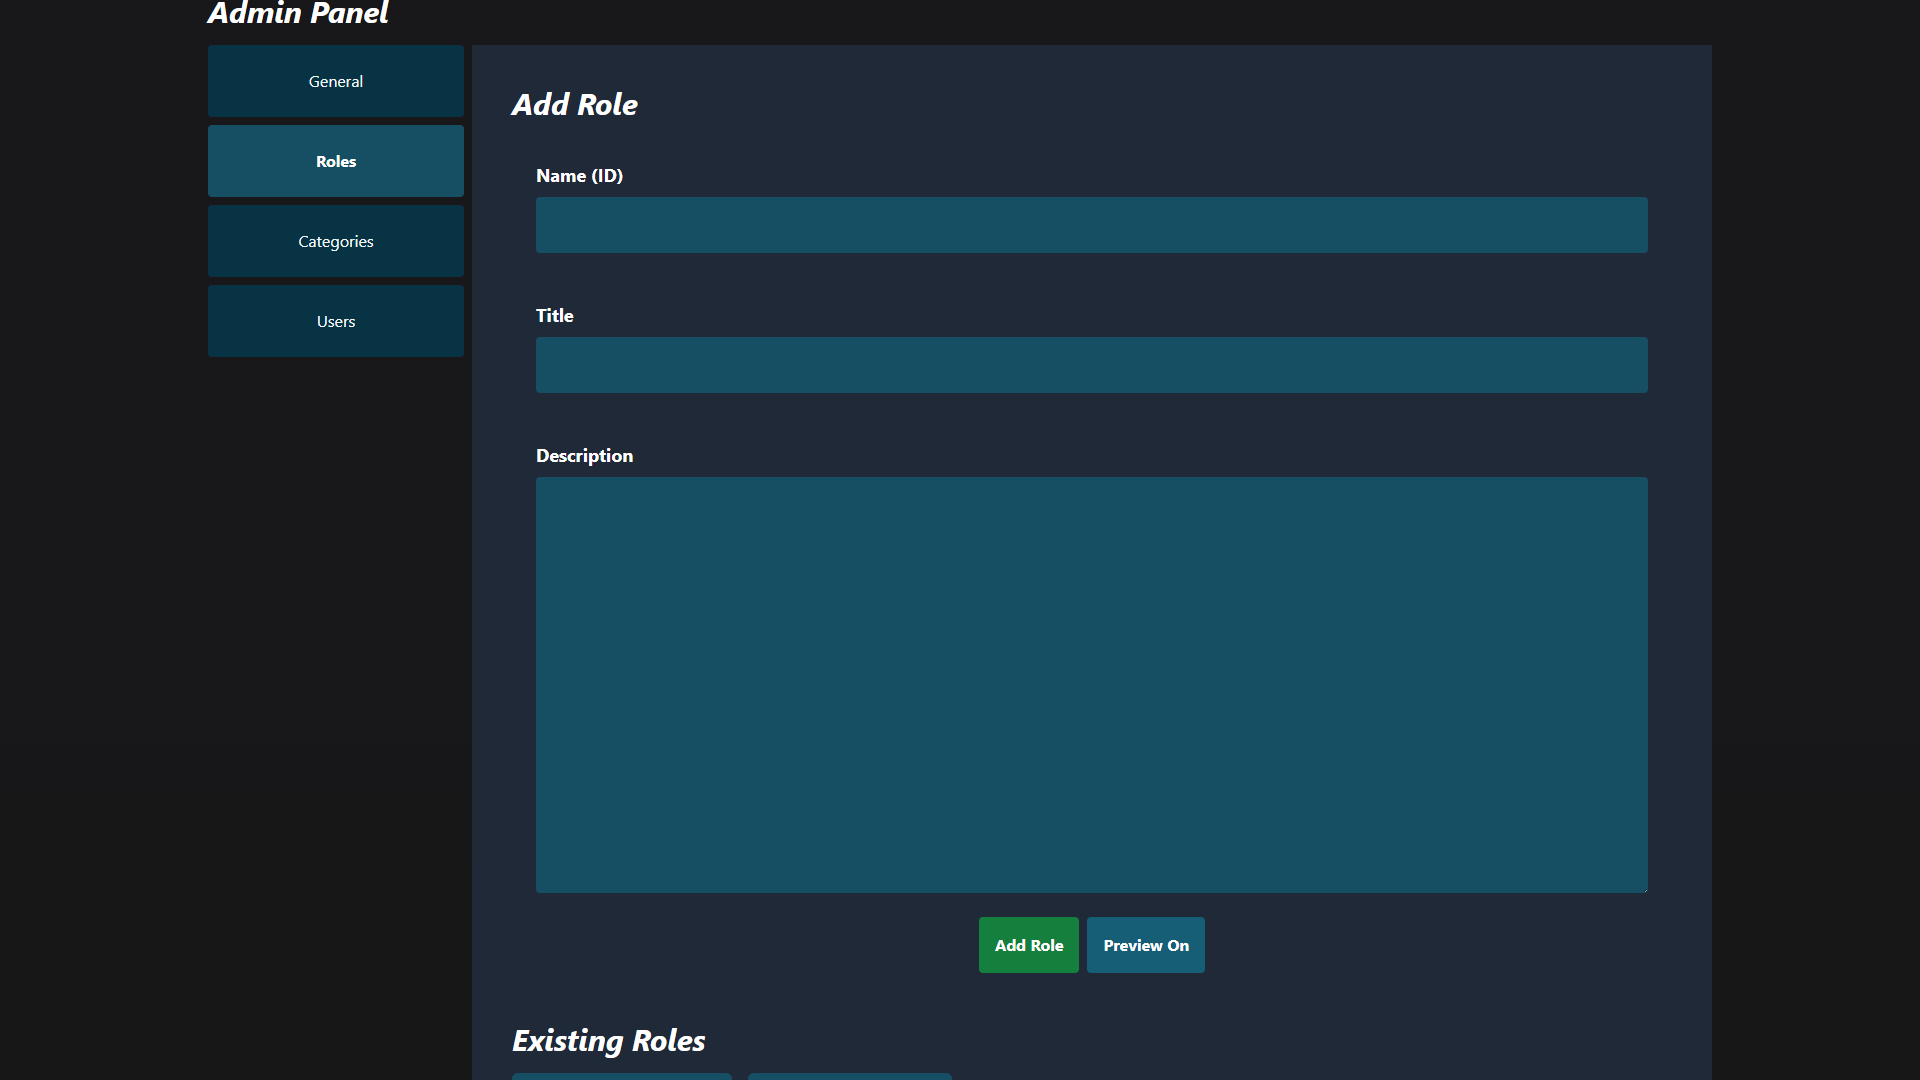 Admin Panel
General
Roles
Categories
Users
Add Role
Name (ID)
Title
Description
Add Role
Preview On
Existing Roles